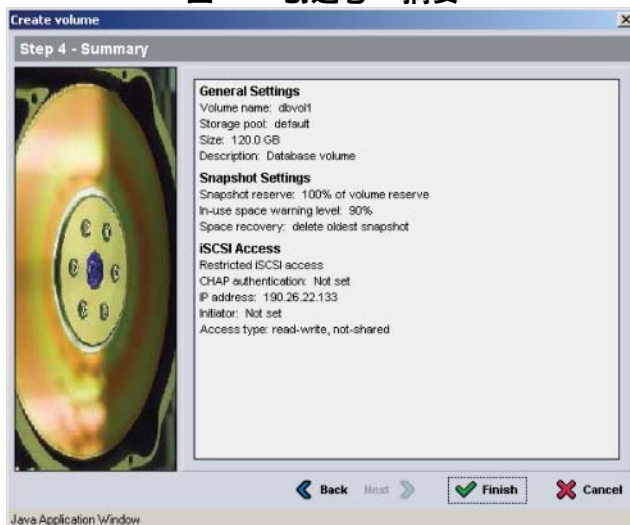 Create volume
Step 4 - Summary
General Settings
Volume name: dbvol1
Storage pool: default
Size: 120.0 GB
Description: Database volume
Snapshot Settings
Snapshot reserve: 100% of volume reserve
In-use space warning level: 90%
Space recovery: delete oldest snapshot
iSCSI Access
Restricted iSCSI access
CHAP authentication: Not set
IP address: 190.26.22.133
Initiator: Not set
Access type: read-write, not-shared
Back Next Finish Cancel
Java Application Window